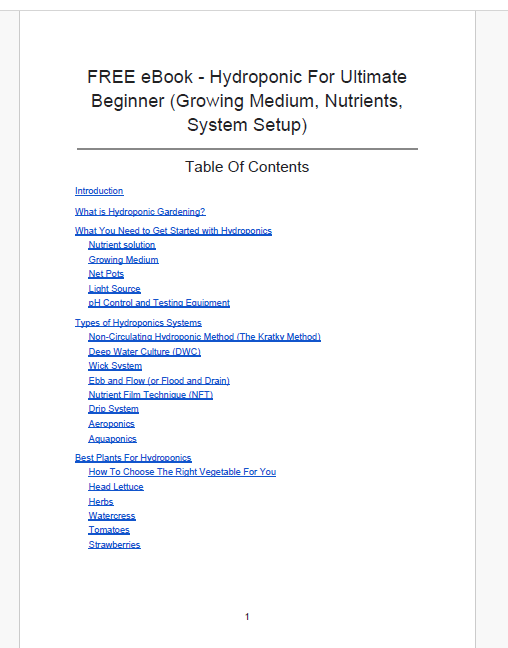 FREE eBook - Hydroponic For Ultimate
Beginner (Growing Medium, Nutrients,
System Setup)
Table Of Contents
Introduction
What is Hydroponic Gardening?
What You Need to Get Started with Hydroponics
Nutrient solution
Growing Medium
Net Pots
Light Source
pH Control and Testing Equipment
Types of Hydroponics Systems
Non-Circulating Hydroponic Method (The Kratky Method)
Deep Water Culture (DWC)
Wick System
Ebb and Flow (or Flood and Drain)
Nutrient Film Technique (NFT)
Drip System
Aeroponics
Aquaponics
Best Plants For Hydroponics
How To Choose The Right Vegetable For You
Head Lettuce
Herbs
Watercress
Tomatoes
Strawberries
1